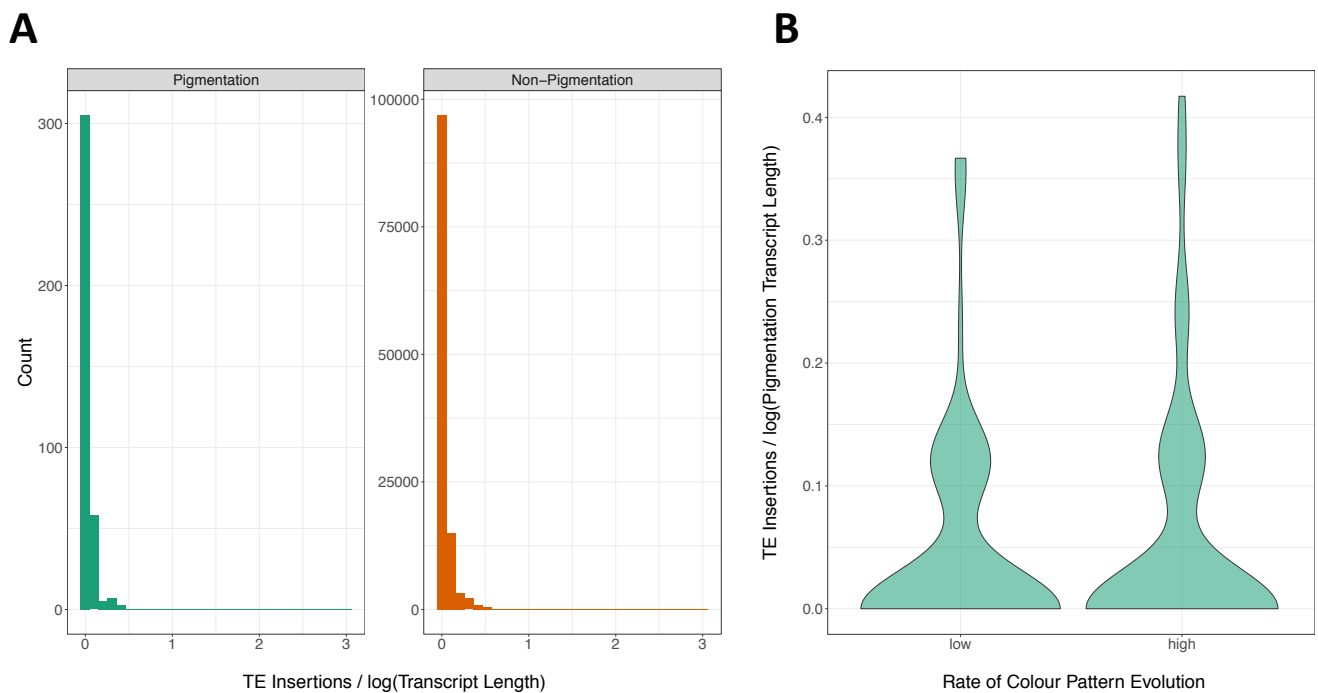 A
B
Pigmentation
Non−Pigmentation
Count
300
200
100
0
100000
75000
50000
25000
0
0
1
2
3
0
1
2
3
TE Insertions / log(Transcript Length)
TE Insertions / log(Pigmentation Transcript Length)
0.4
0.3
0.2
0.1
0.0
low
high
Rate of Colour Pattern Evolution